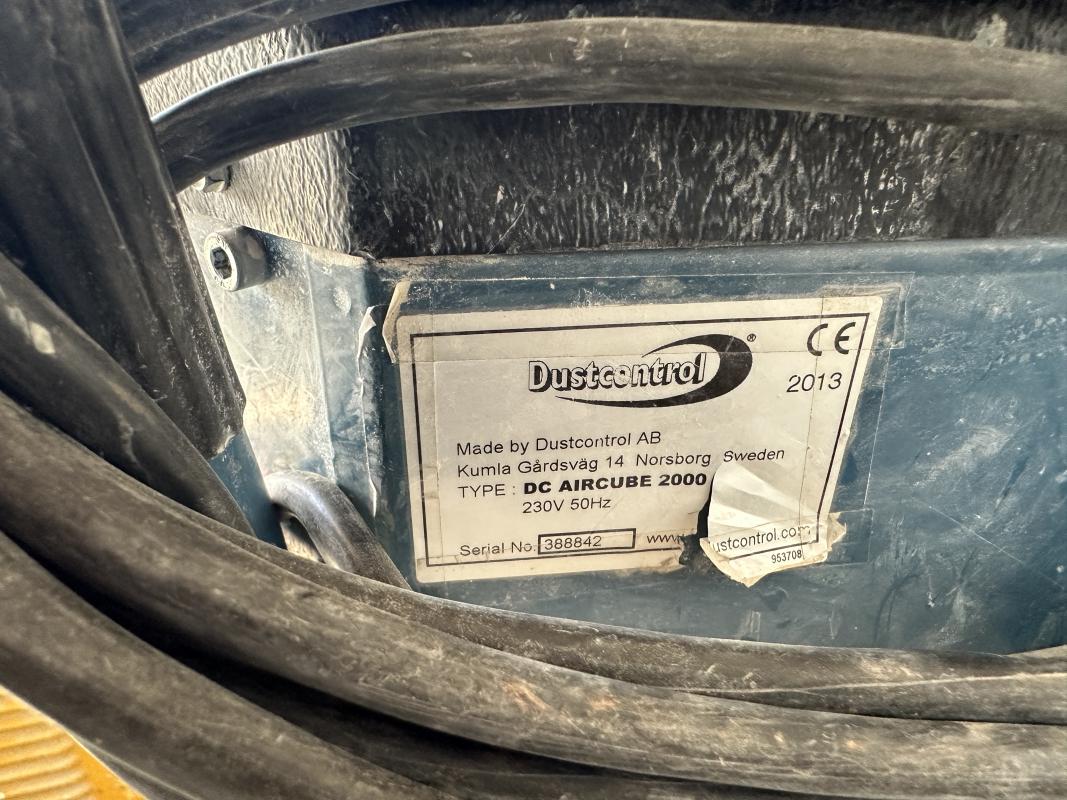 Dustcontrol®
CE
2013
Made by Dustcontrol AB
Kumla Gårdsväg 14 Norsborg Sweden
TYPE : DC AIRCUBE 2000
230V 50Hz
Serial No: 388842 www. ustcontrol.com
953708